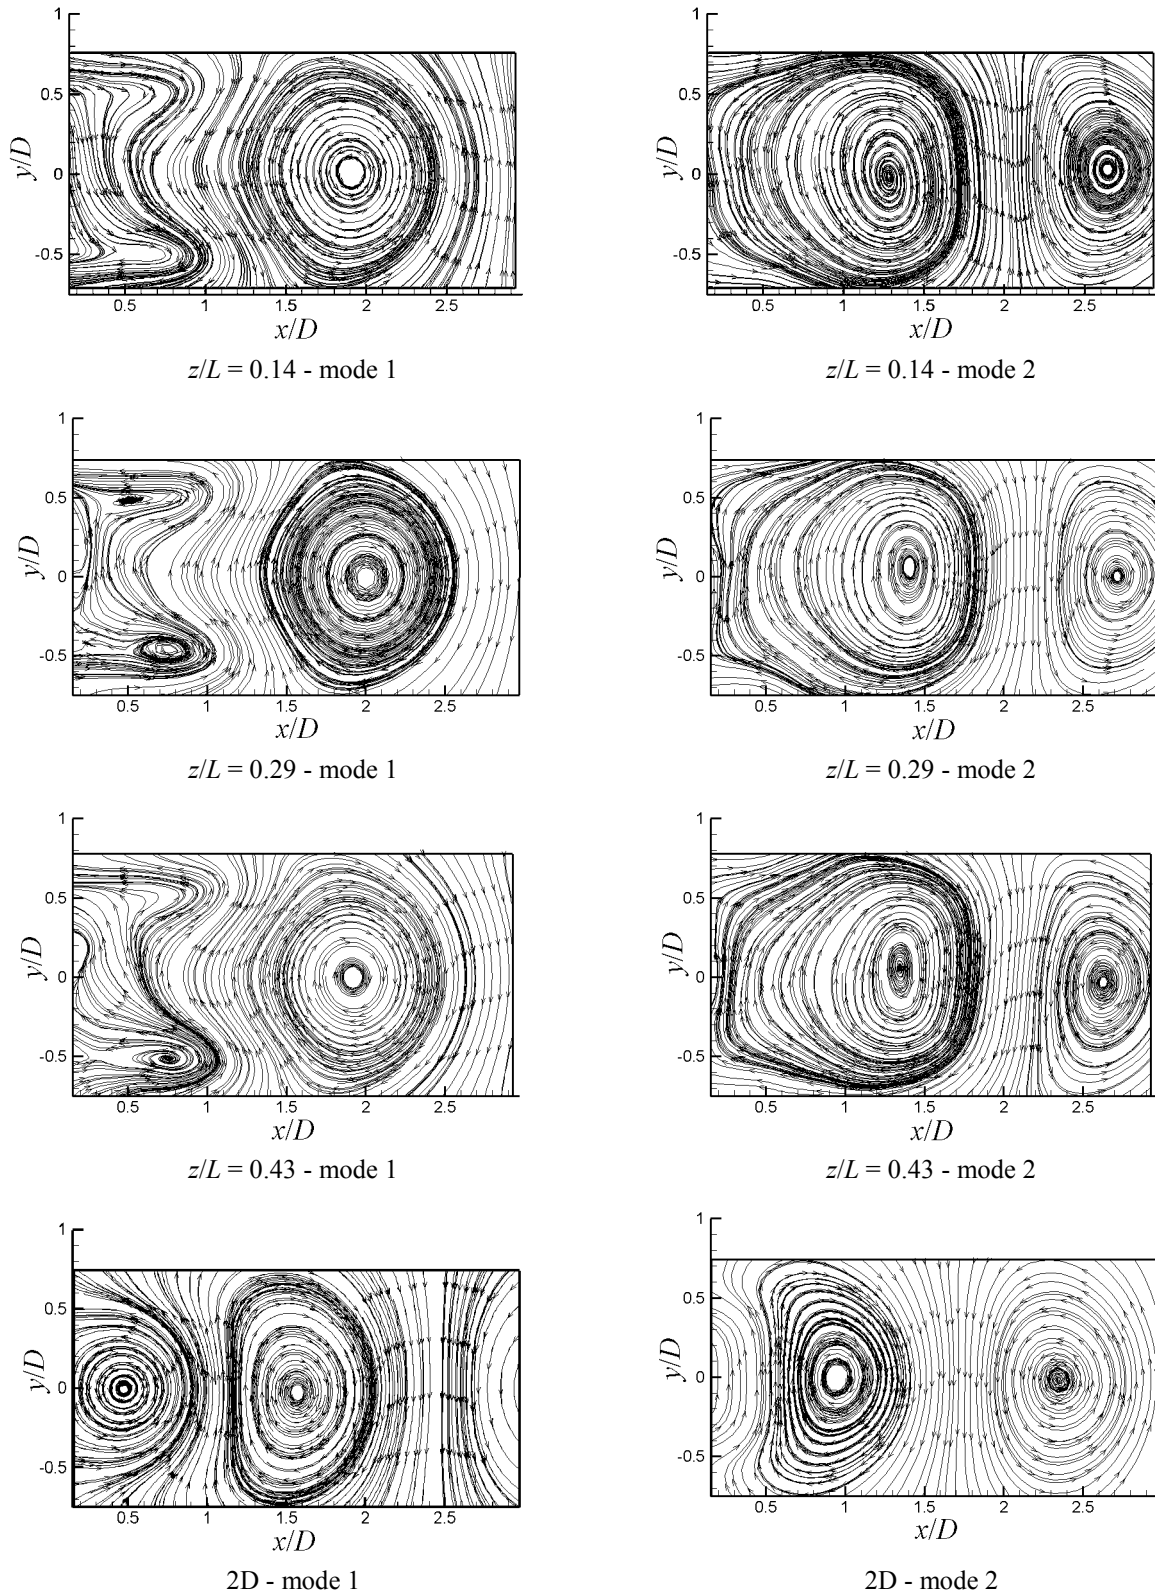 1
0.5
0
-0.5
y/D
0.5 1 1.5 2 2.5
x/D
z/L = 0.14 - mode 1
1
0.5
0
-0.5
y/D
0.5 1 1.5 2 2.5
x/D
z/L = 0.14 - mode 2
1
0.5
0
-0.5
y/D
0.5 1 1.5 2 2.5
x/D
z/L = 0.29 - mode 1
1
0.5
0
-0.5
y/D
0.5 1 1.5 2 2.5
x/D
z/L = 0.29 - mode 2
1
0.5
0
-0.5
y/D
0.5 1 1.5 2 2.5
x/D
z/L = 0.43 - mode 1
1
0.5
0
-0.5
y/D
0.5 1 1.5 2 2.5
x/D
z/L = 0.43 - mode 2
1
0.5
0
-0.5
y/D
0.5 1 1.5 2 2.5
x/D
2D - mode 1
1
0.5
0
-0.5
y/D
0.5 1 1.5 2 2.5
x/D
2D - mode 2